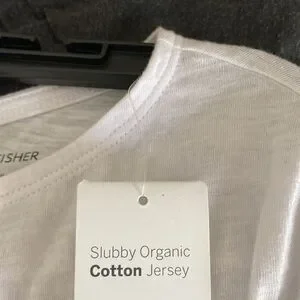 ISHER
Slubby Organic
Cotton Jersey